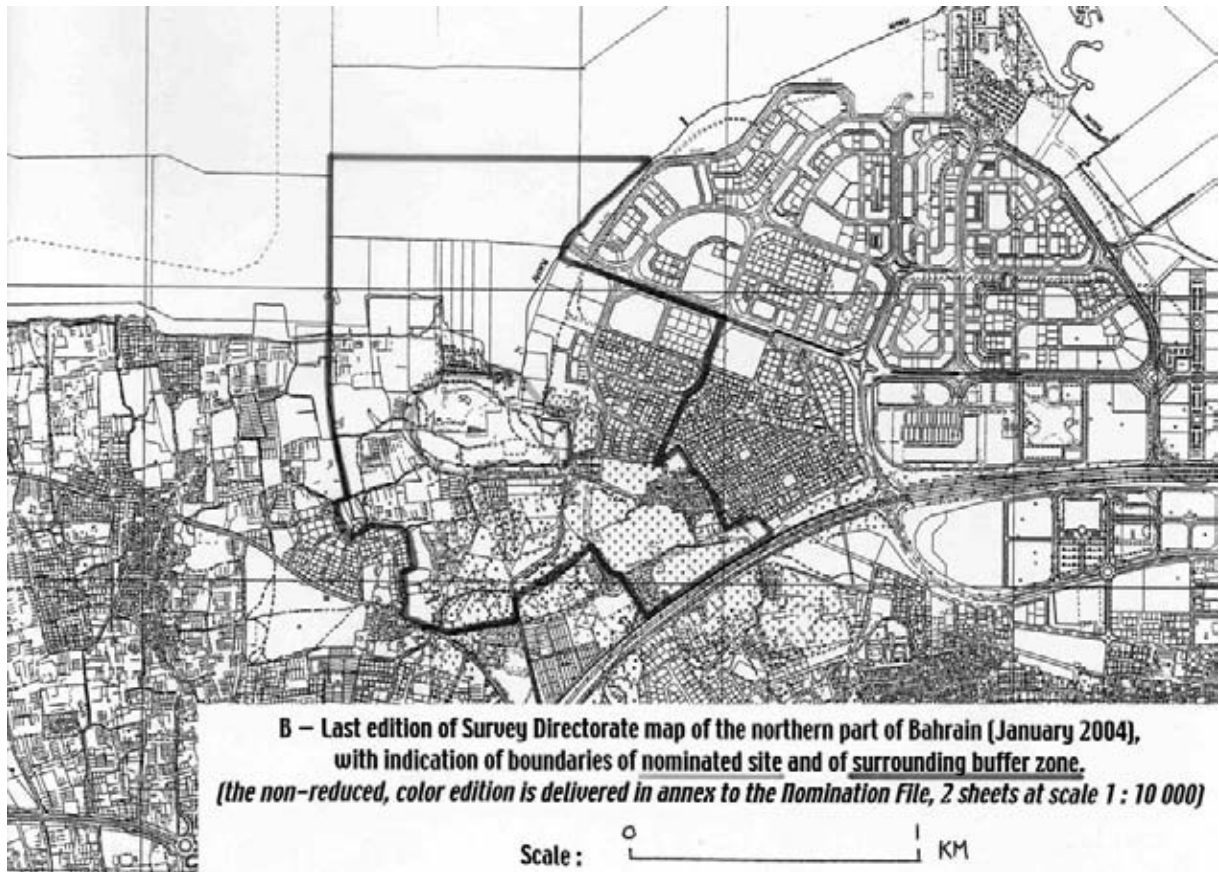 B – Last edition of Survey Directorate map of the northern part of Bahrain (January 2004),
with indication of boundaries of nominated site and of surrounding buffer zone.
(the non-reduced, color edition is delivered in annex to the Nomination File, 2 sheets at scale 1 : 10 000)
0 1
Scale : KM